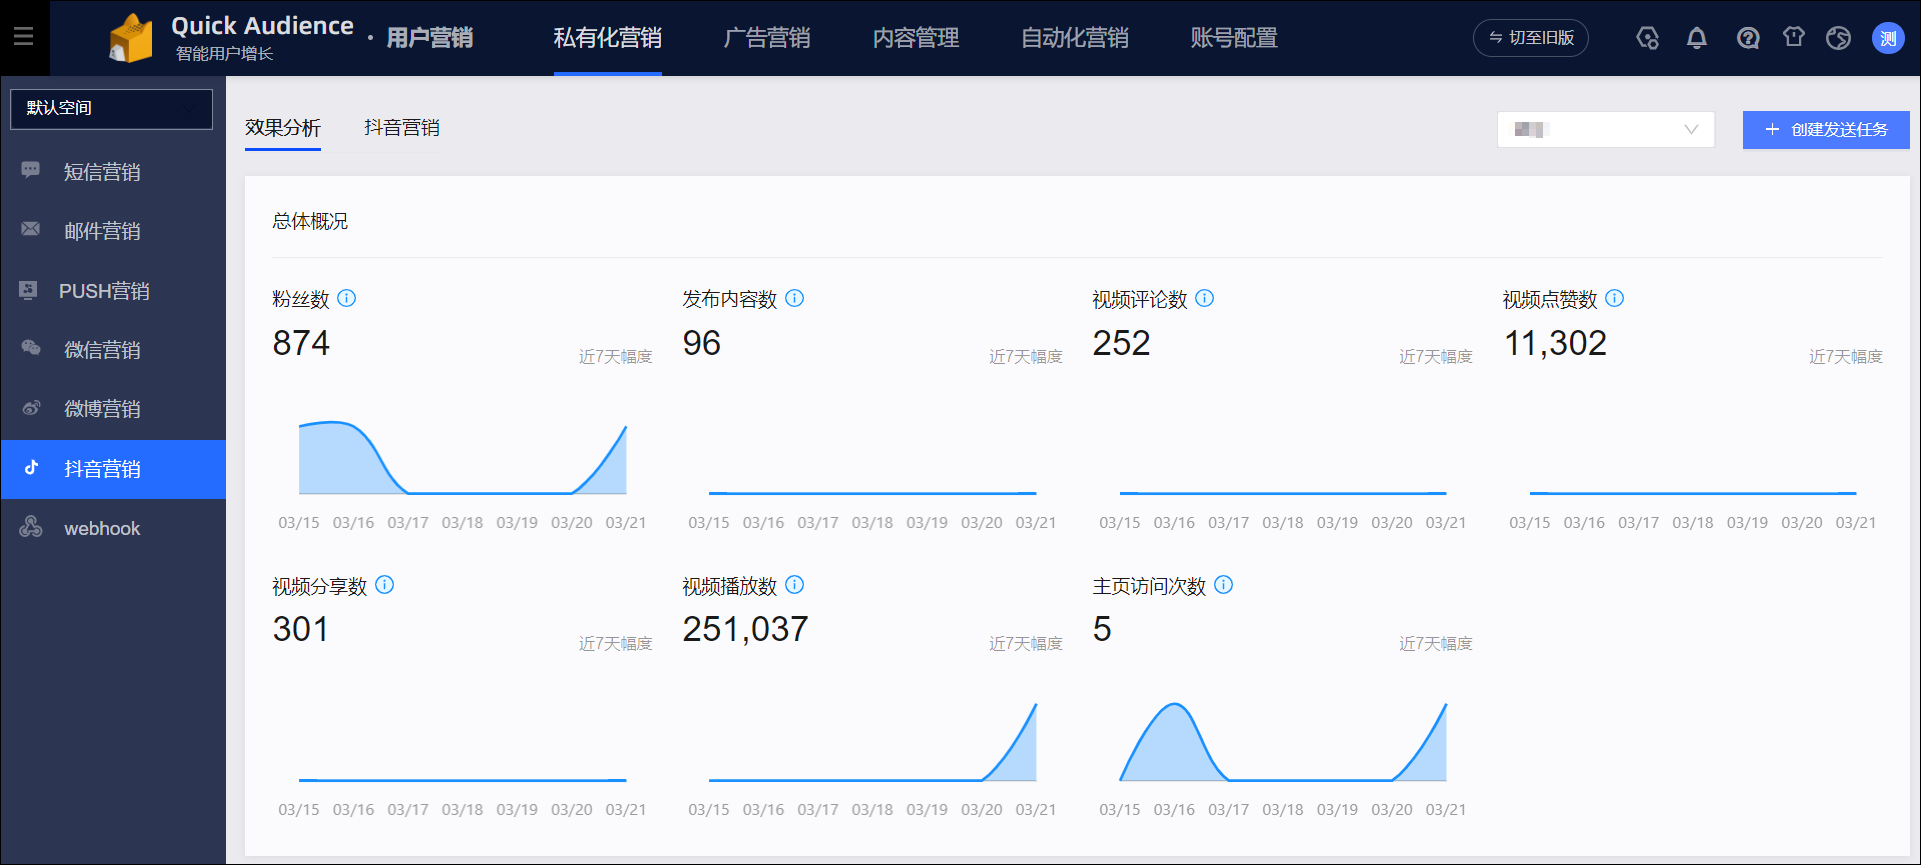 Quick Audience
智能用户增长
· 用户营销
私有化营销
广告营销
内容管理
自动化营销
账号配置
切至旧版
测
默认空间
短信营销
邮件营销
PUSH营销
微信营销
微博营销
抖音营销
webhook
效果分析
抖音营销
+ 创建发送任务
总体概况
粉丝数
874
近7天幅度
03/15 03/16 03/17 03/18 03/19 03/20 03/21
发布内容数
96
近7天幅度
03/15 03/16 03/17 03/18 03/19 03/20 03/21
视频评论数
252
近7天幅度
03/15 03/16 03/17 03/18 03/19 03/20 03/21
视频点赞数
11,302
近7天幅度
03/15 03/16 03/17 03/18 03/19 03/20 03/21
视频分享数
301
近7天幅度
03/15 03/16 03/17 03/18 03/19 03/20 03/21
视频播放数
251,037
近7天幅度
03/15 03/16 03/17 03/18 03/19 03/20 03/21
主页访问次数
5
近7天幅度
03/15 03/16 03/17 03/18 03/19 03/20 03/21